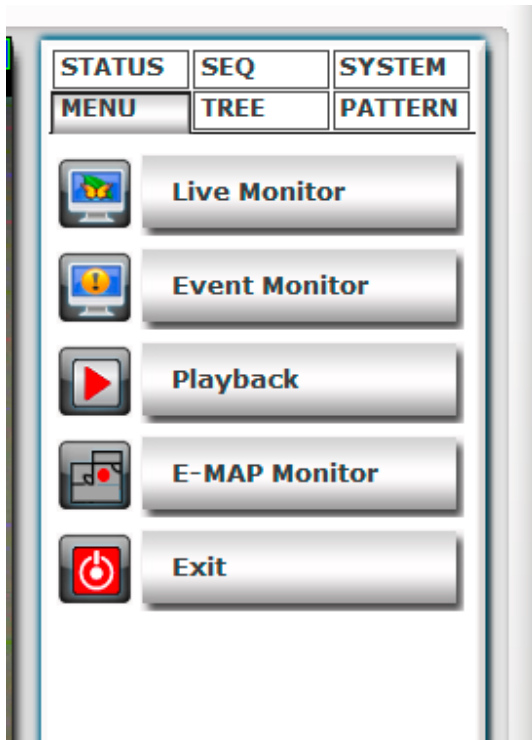 STATUS SEQ SYSTEM
MENU TREE PATTERN
Live Monitor
Event Monitor
Playback
E-MAP Monitor
Exit